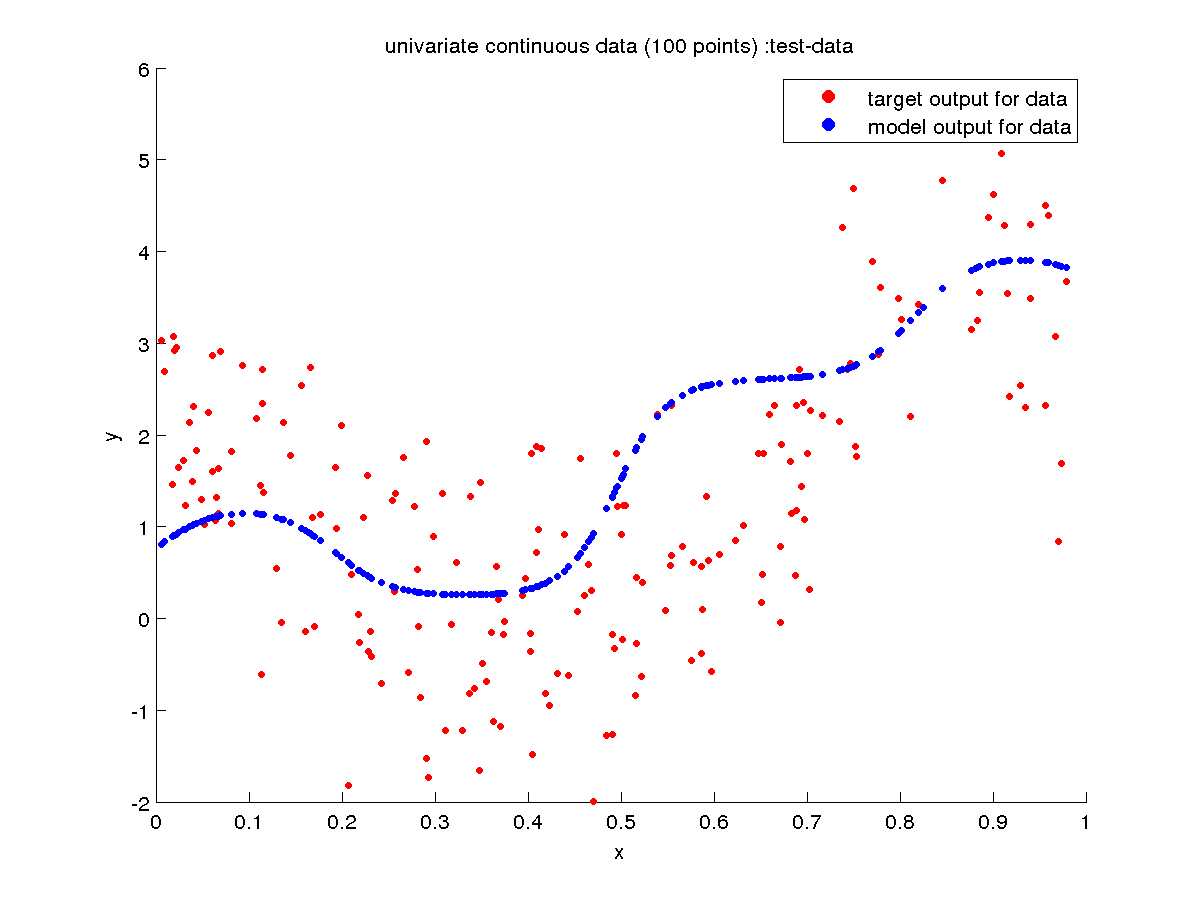 univariate continuous data (100 points) :test-data
target output for data
model output for data
6
5
4
3
2
1
0
-1
-2
y
0 0.1 0.2 0.3 0.4 0.5 0.6 0.7 0.8 0.9 1
x